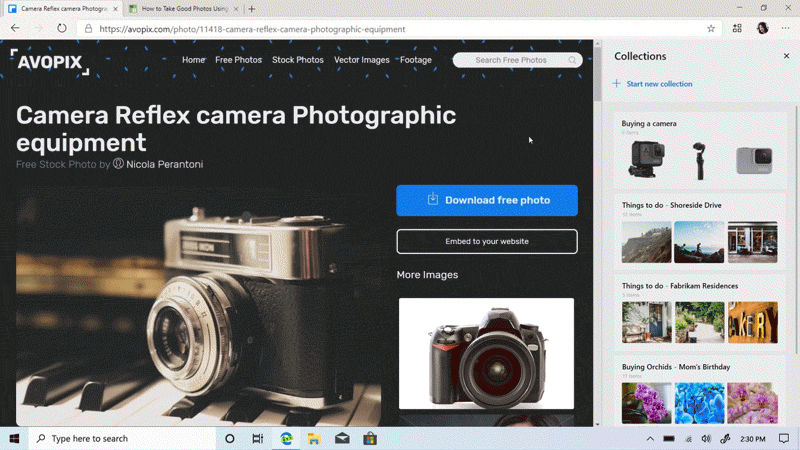 Camera Reflex camera Photograp
How to Take Good Photos Using
https://avopix.com/photo/11418-camera-reflex-camera-photographic-equipment
AVOPIX
Home Free Photos Stock Photos Vector Images Footage
Search Free Photos
Camera Reflex camera Photographic
equipment
Free Stock Photo by Nicola Perantoni
Download free photo
Embed to your website
More Images
Collections
Start new collection
Buying a camera
Things to do - Shoreside Drive
Things to do - Fabrikam Residences
Buying Orchids - Mom's Birthday
Type here to search
2:30 PM